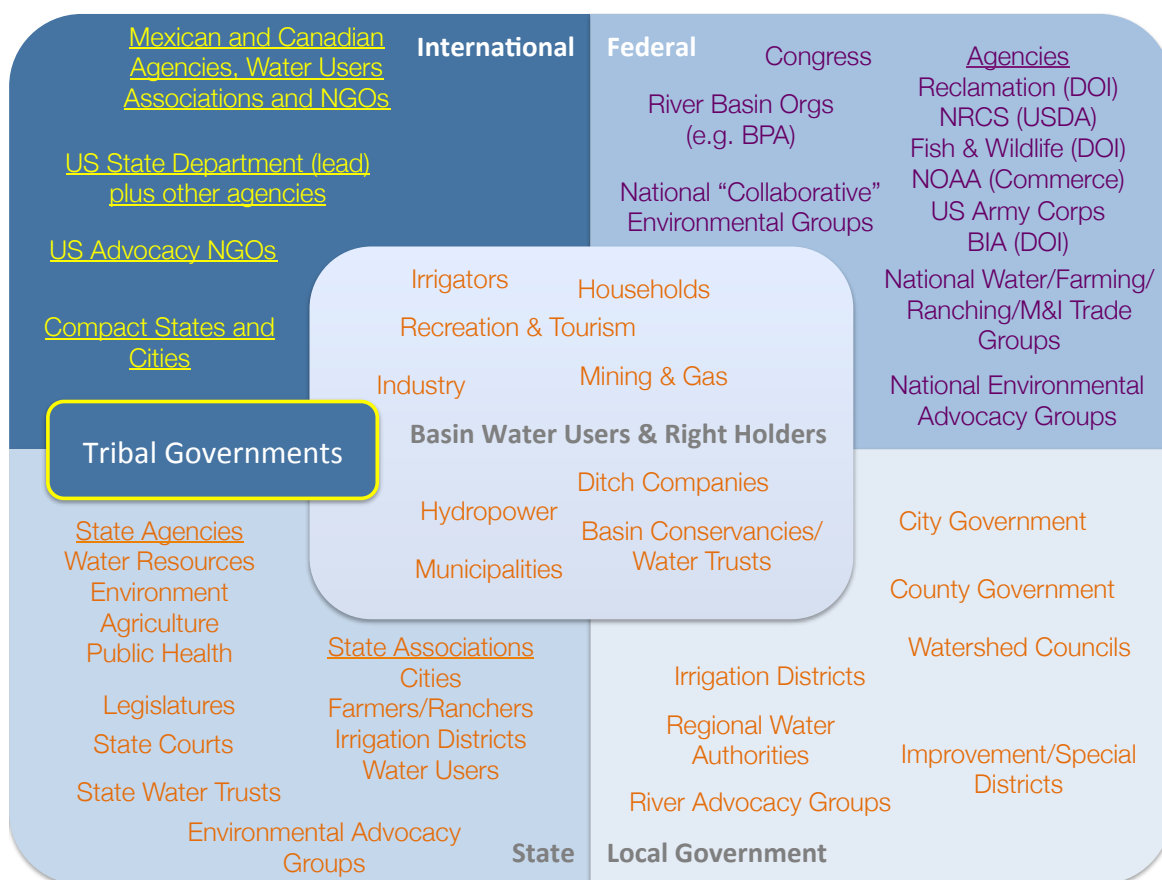 International
Mexican and Canadian
Agencies, Water Users
Associations and NGOs
US State Department (lead)
plus other agencies
US Advocacy NGOs
Compact States and
Cities
Federal
Congress
River Basin Orgs
(e.g. BPA)
National “Collaborative”
Environmental Groups
Agencies
Reclamation (DOI)
NRCS (USDA)
Fish & Wildlife (DOI)
NOAA (Commerce)
US Army Corps
BIA (DOI)
National Water/Farming/
Ranching/M&I Trade
Groups
National Environmental
Advocacy Groups
Irrigators
Households
Recreation & Tourism
Industry
Mining & Gas
Basin Water Users & Right Holders
Ditch Companies
Hydropower
Basin Conservancies/
Water Trusts
Municipalities
Tribal Governments
State Agencies
Water Resources
Environment
Agriculture
Public Health
Legislatures
State Courts
State Water Trusts
State Associations
Cities
Farmers/Ranchers
Irrigation Districts
Water Users
Environmental Advocacy
Groups
State
City Government
County Government
Watershed Councils
Irrigation Districts
Regional Water
Authorities
Improvement/Special
Districts
River Advocacy Groups
Local Government